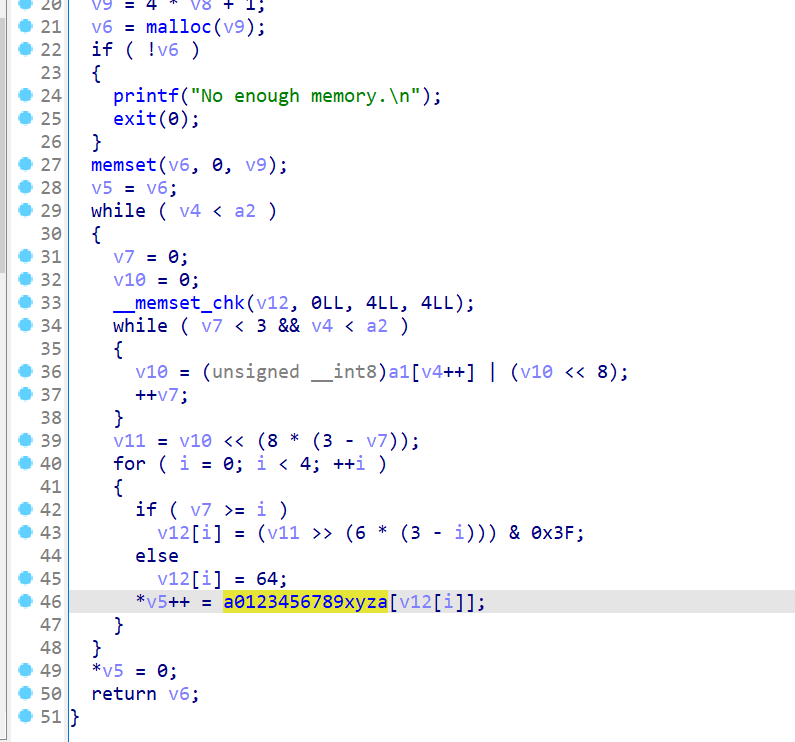 20 v9 = 4 * v8 + 1;
21 v6 = malloc(v9);
22 if ( !v6 )
23 {
24 printf("No enough memory.\n");
25 exit(0);
26 }
27 memset(v6, 0, v9);
28 v5 = v6;
29 while ( v4 < a2 )
30 {
31 v7 = 0;
32 v10 = 0;
33 __memset_chk(v12, 0LL, 4LL, 4LL);
34 while ( v7 < 3 && v4 < a2 )
35 {
36 v10 = (unsigned __int8)a1[v4++] | (v10 << 8);
37 ++v7;
38 }
39 v11 = v10 << (8 * (3 - v7));
40 for ( i = 0; i < 4; ++i )
41 {
42 if ( v7 >= i )
43 v12[i] = (v11 >> (6 * (3 - i))) & 0x3F;
44 else
45 v12[i] = 64;
46 *v5++ = a0123456789xyza[v12[i]];
47 }
48 }
49 *v5 = 0;
50 return v6;
51 }